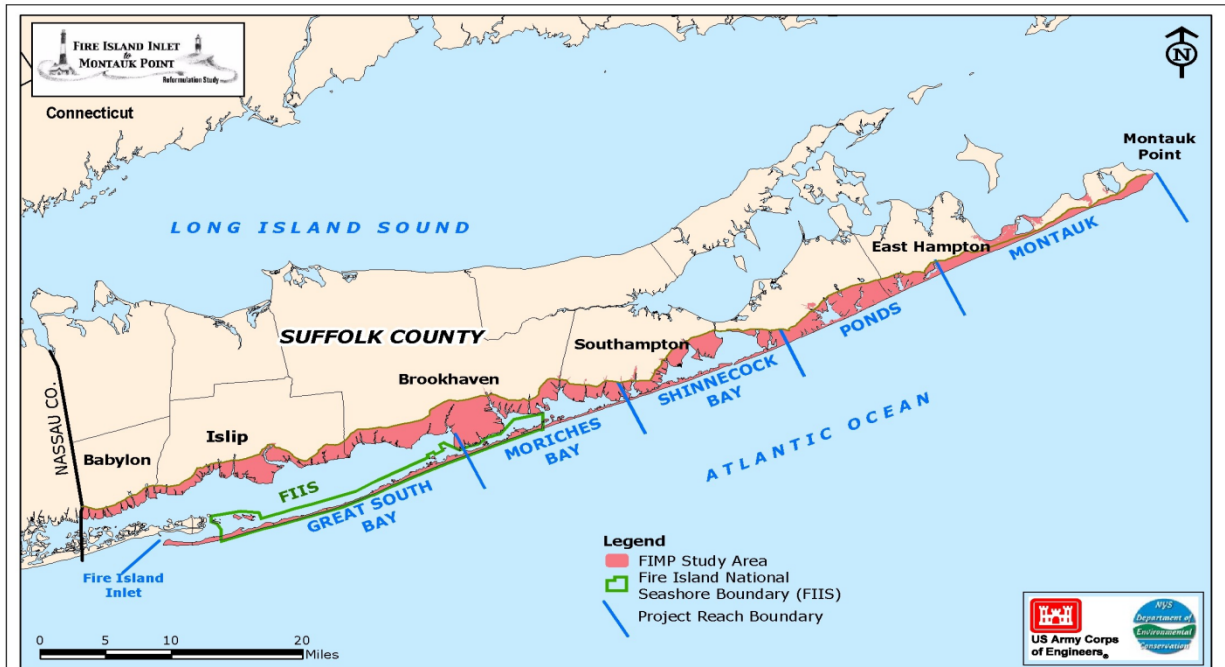 FIRE ISLAND INLET
to
MONTAUK POINT
Reformulation Study
Connecticut
N
Montauk
Point
LONG ISLAND SOUND
East Hampton
MONTAUK
SUFFOLK COUNTY
PONDS
Southampton
Brookhaven
SHINNECOCK
BAY
NASSAU CO.
Islip
MORICHES
BAY
ATLANTIC OCEAN
Babylon
FIIS
GREAT SOUTH
BAY
Fire Island
Inlet
Legend
FIMP Study Area
Fire Island National
Seashore Boundary (FIIS)
Project Reach Boundary
0 5 10 20
Miles
US Army Corps
of Engineers®
NYS
Department
of
Environmental
Conservation